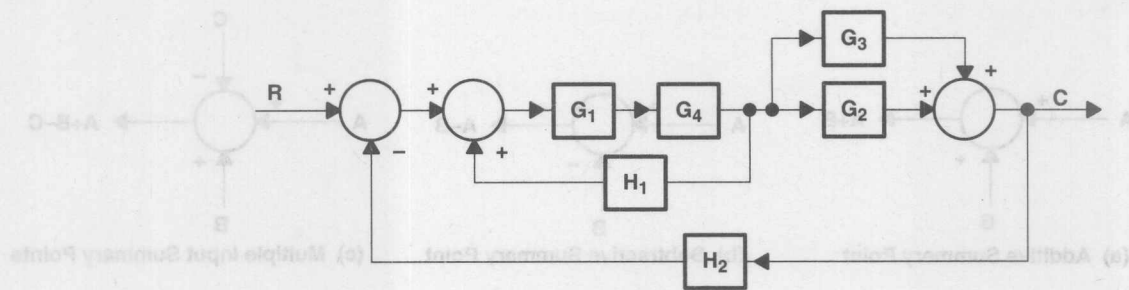 G₃
R
+
+
+
G₁
G₄
+
G₂
C
−
+
H₁
H₂